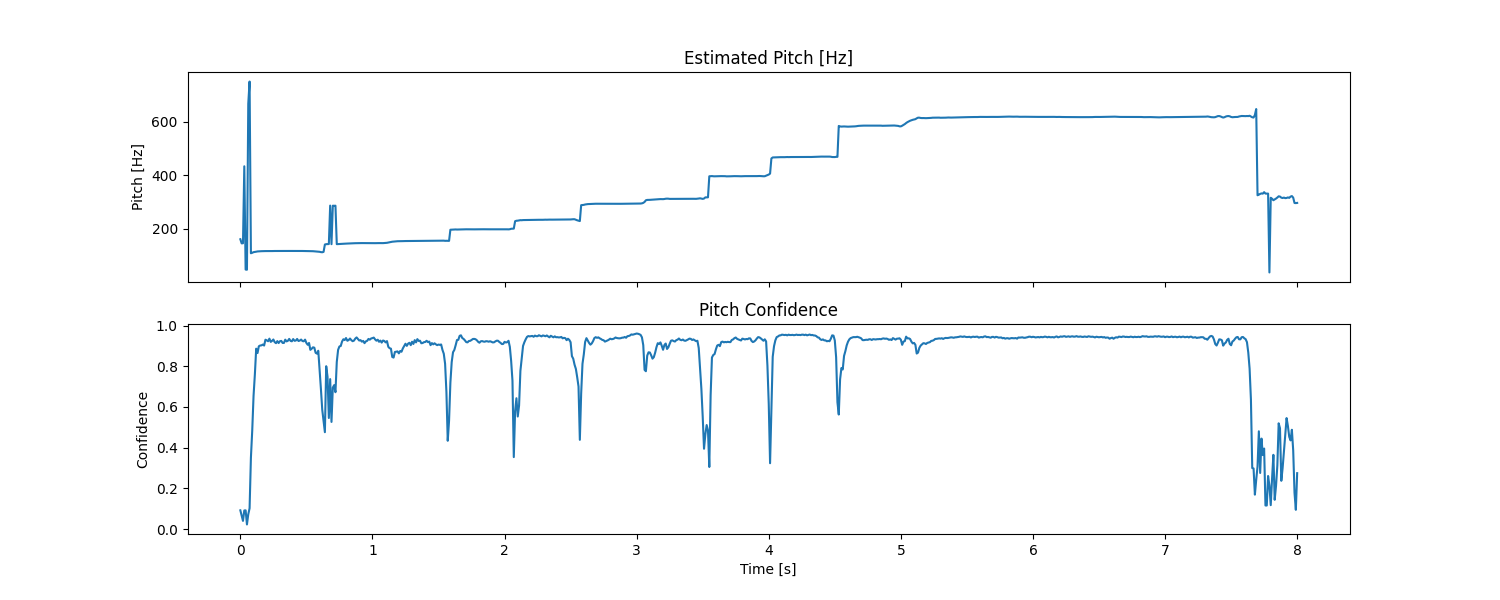 Estimated Pitch [Hz]
Pitch [Hz]
600
400
200
Pitch Confidence
Confidence
1.0
0.8
0.6
0.4
0.2
0.0
0 1 2 3 4 5 6 7 8
Time [s]